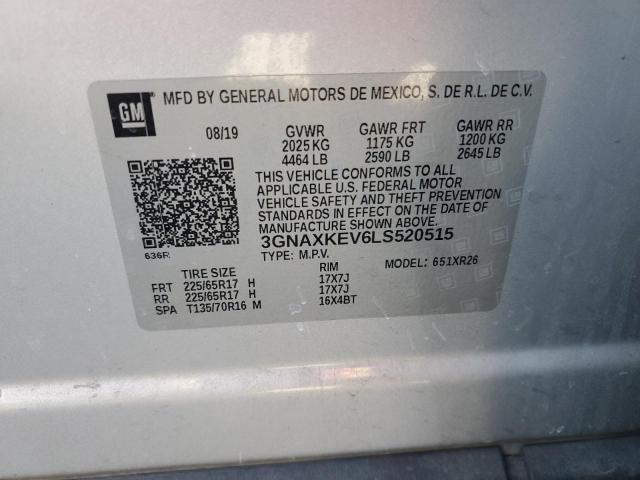 GM
MFD BY GENERAL MOTORS DE MEXICO, S. DE R.L. DE C.V.
08/19 GVWR GAWR FRT GAWR RR
2025 KG 1175 KG 1200 KG
4464 LB 2590 LB 2645 LB
THIS VEHICLE CONFORMS TO ALL
APPLICABLE U.S. FEDERAL MOTOR
VEHICLE SAFETY AND THEFT PREVENTION
STANDARDS IN EFFECT ON THE DATE OF
MANUFACTURE SHOWN ABOVE.
3GNAXKEV6LS520515
636R TYPE: M.P.V. MODEL: 651XR26
TIRE SIZE RIM
FRT 225/65R17 H 17X7J
RR 225/65R17 H 17X7J
SPA T135/70R16 M 16X4BT